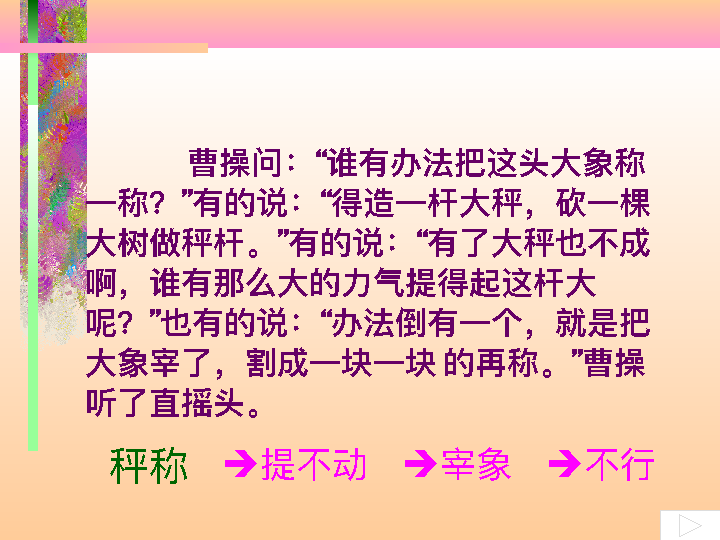 曹操问：“谁有办法把这头大象称
一称？”有的说：“得造一杆大秤，砍一棵
大树做秤杆。”有的说：“有了大秤也不成
啊，谁有那么大的力气提得起这杆大
呢？”也有的说：“办法倒有一个，就是把
大象宰了，割成一块一块 的再称。”曹操
听了直摇头。
秤称 ➔提不动 ➔宰象 ➔不行